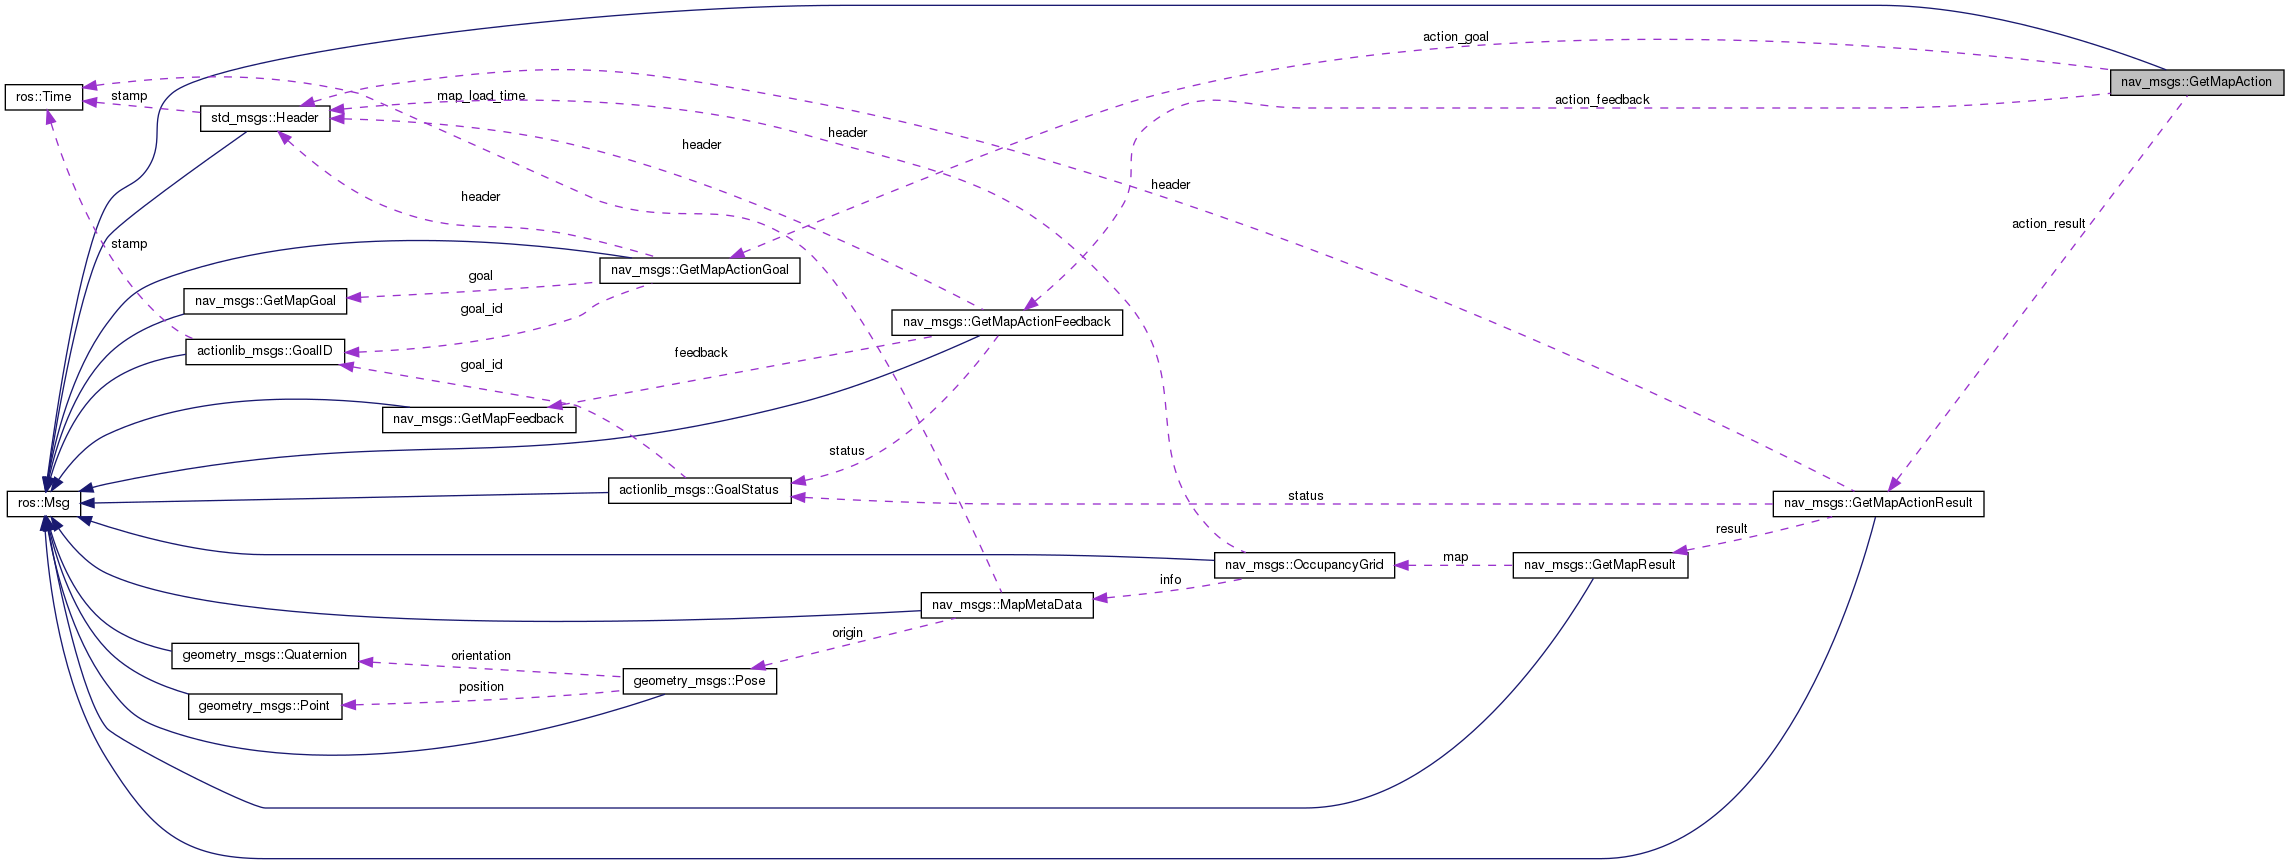 action_goal
nav_msgs::GetMapAction
ros::Time
stamp
map_load_time
action_feedback
std_msgs::Header
header
header
header
header
action_result
stamp
nav_msgs::GetMapActionGoal
goal
nav_msgs::GetMapGoal
goal_id
nav_msgs::GetMapActionFeedback
actionlib_msgs::GoalID
feedback
goal_id
nav_msgs::GetMapFeedback
status
actionlib_msgs::GoalStatus
status
ros::Msg
nav_msgs::GetMapActionResult
result
map
nav_msgs::OccupancyGrid
nav_msgs::GetMapResult
info
nav_msgs::MapMetaData
origin
geometry_msgs::Quaternion
orientation
geometry_msgs::Pose
position
geometry_msgs::Point